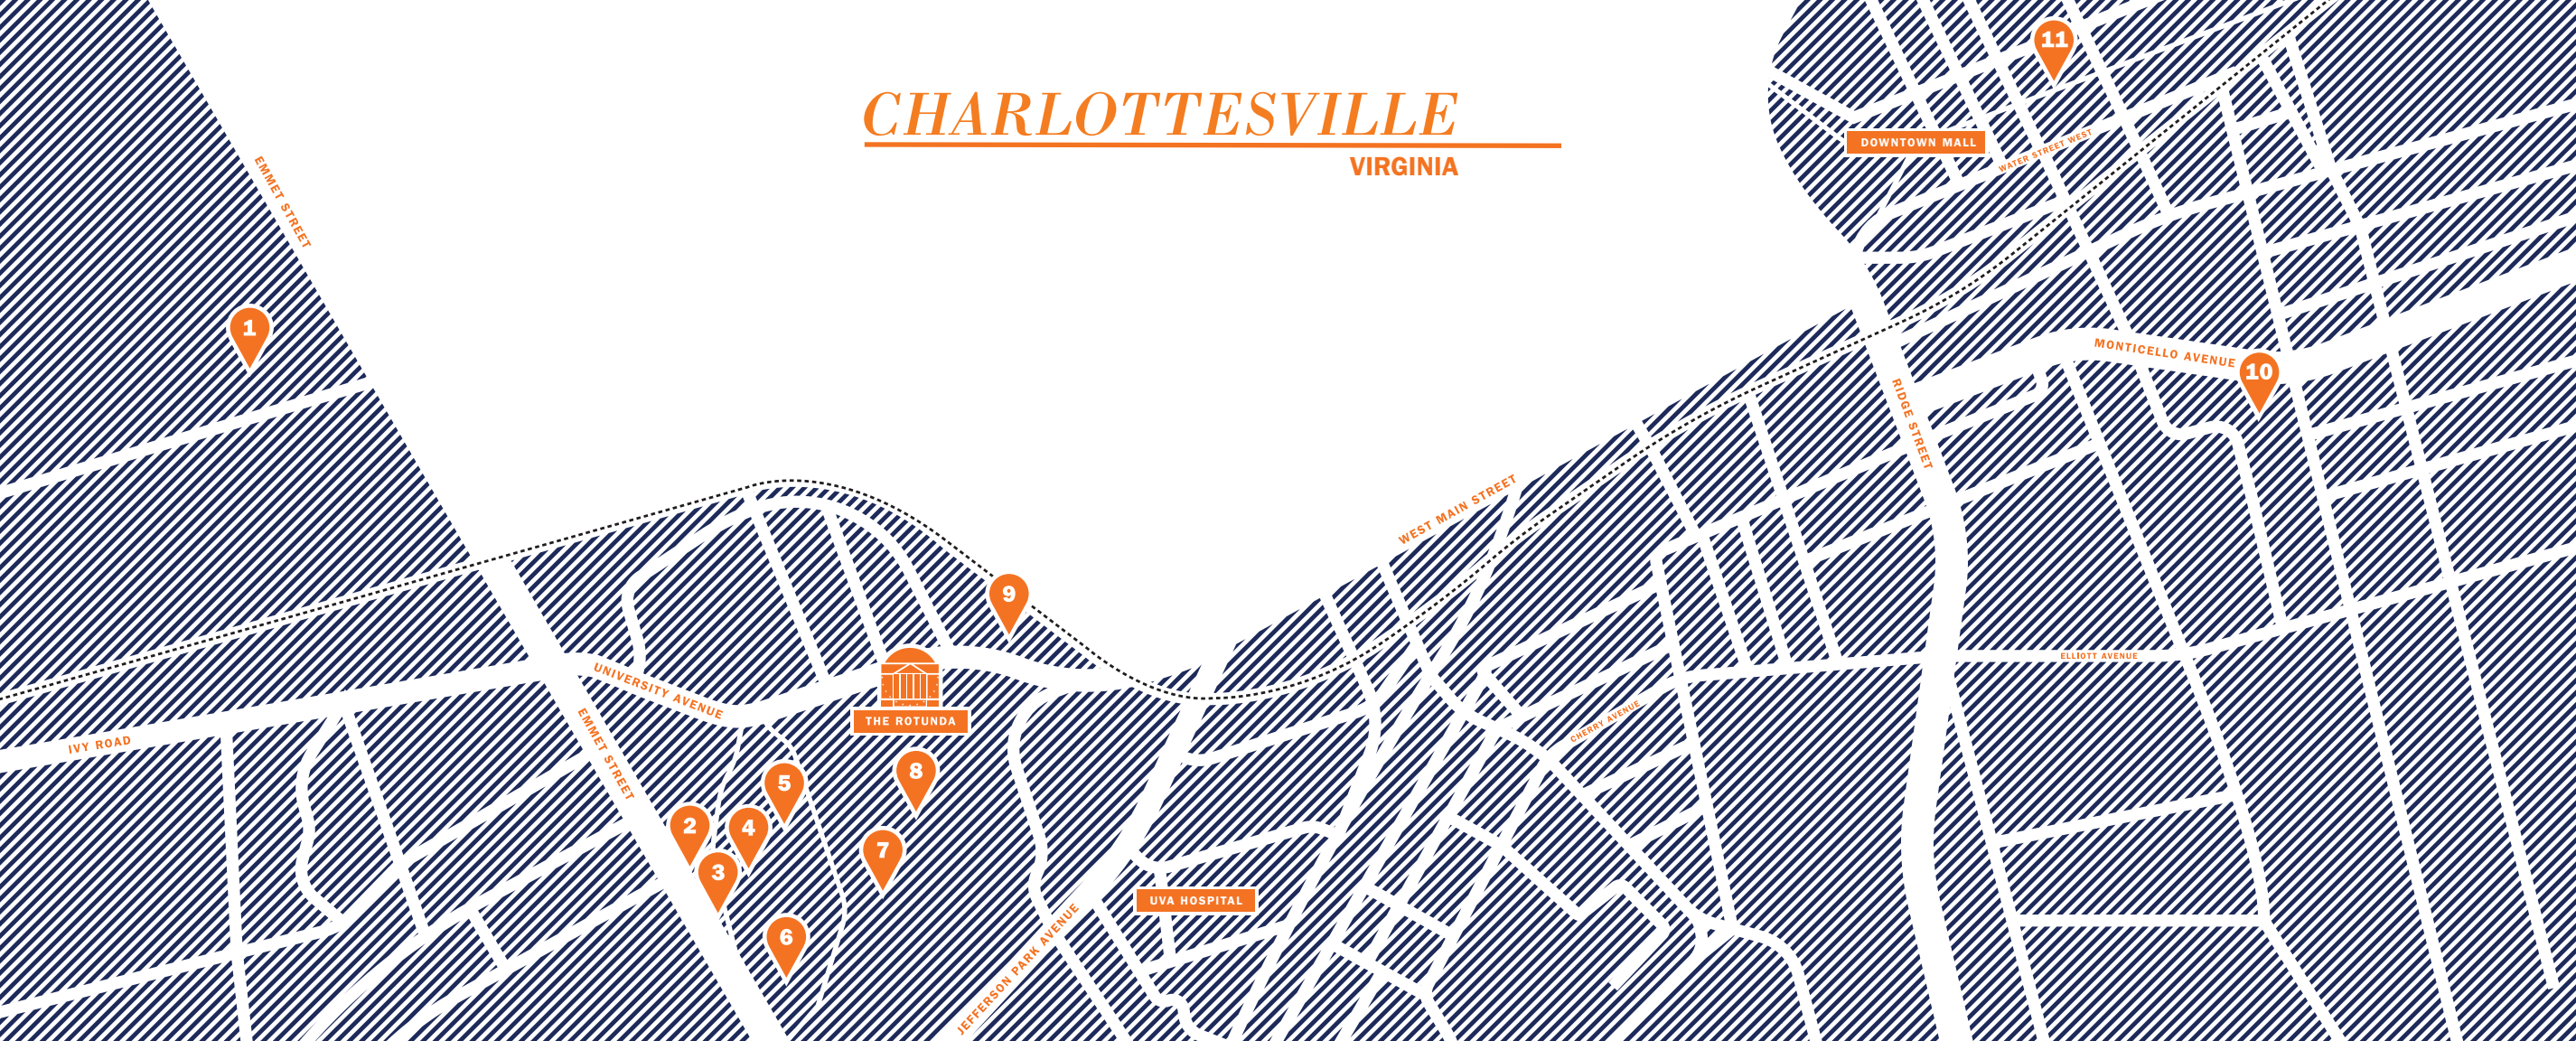 CHARLOTTESVILLE
VIRGINIA
11
DOWNTOWN MALL
WATER STREET WEST
EMMET STREET
1
MONTICELLO AVENUE
10
RIDGE STREET
WEST MAIN STREET
9
UNIVERSITY AVENUE
THE ROTUNDA
ELLIOTT AVENUE
CHERRY AVENUE
IVY ROAD
EMMET STREET
5
8
2
4
7
3
UVA HOSPITAL
6
JEFFERSON PARK AVENUE